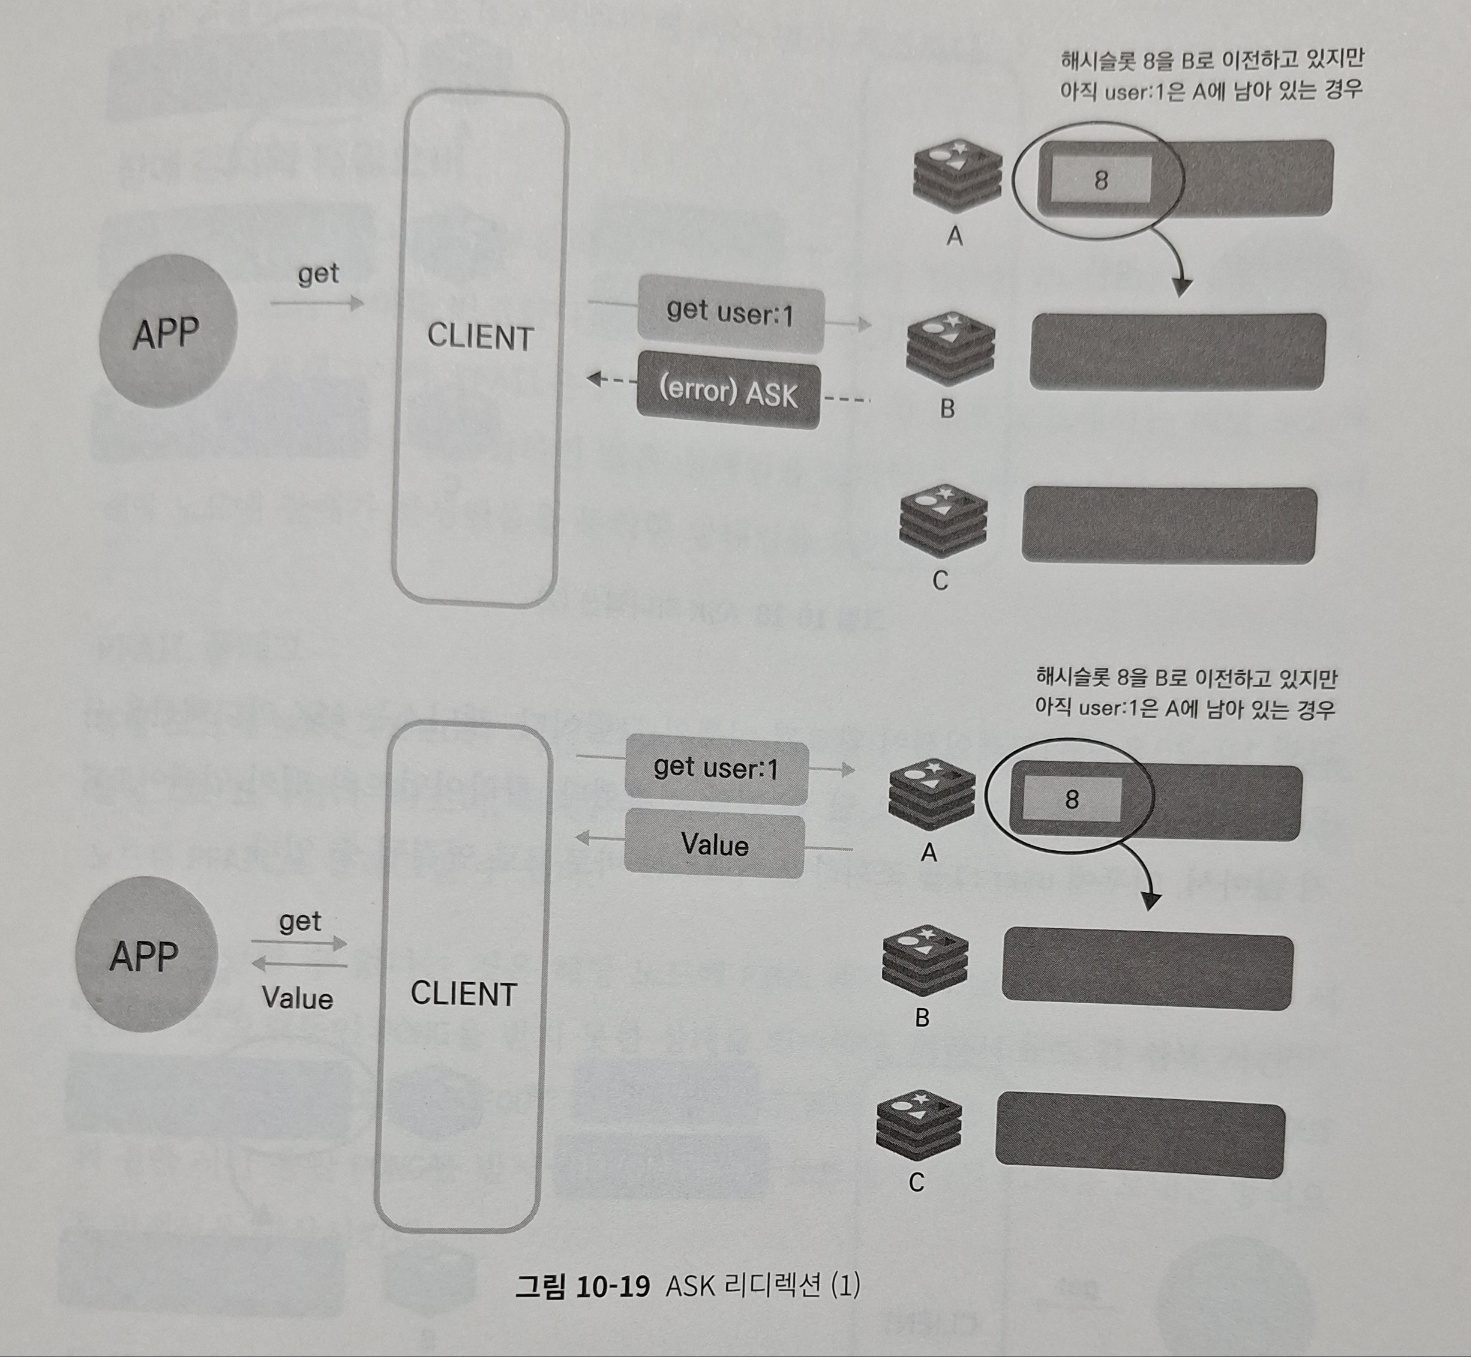 해시슬롯 8을 B로 이전하고 있지만
아직 user:1은 A에 남아 있는 경우
8
A
get
APP
CLIENT
get user:1
(error) ASK
B
C
해시슬롯 8을 B로 이전하고 있지만
아직 user:1은 A에 남아 있는 경우
get user:1
8
Value
A
get
APP
Value
CLIENT
B
C
그림 10-19 ASK 리디렉션 (1)